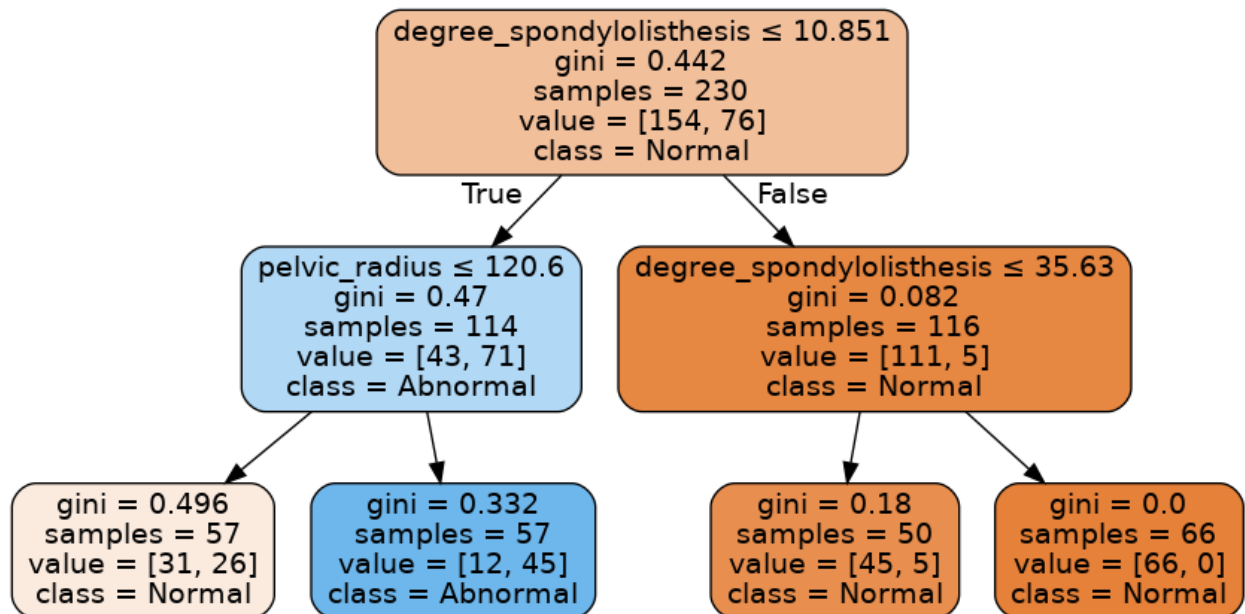 degree_spondylolisthesis ≤ 10.851
gini = 0.442
samples = 230
value = [154, 76]
class = Normal
True
False
pelvic_radius ≤ 120.6
gini = 0.47
samples = 114
value = [43, 71]
class = Abnormal
degree_spondylolisthesis ≤ 35.63
gini = 0.082
samples = 116
value = [111, 5]
class = Normal
gini = 0.496
samples = 57
value = [31, 26]
class = Normal
gini = 0.332
samples = 57
value = [12, 45]
class = Abnormal
gini = 0.18
samples = 50
value = [45, 5]
class = Normal
gini = 0.0
samples = 66
value = [66, 0]
class = Normal